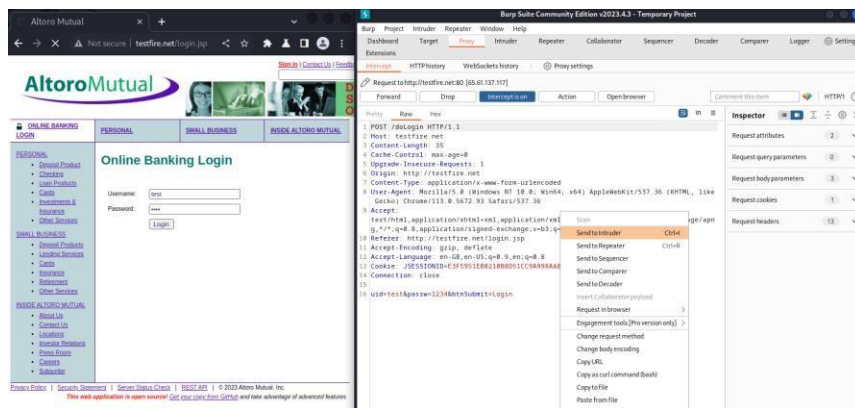 Altoro Mutual
Not secure | testfire.net/login.jsp
Sign In | Contact Us | Feedb
AltoroMutual
ONLINE BANKING LOGIN
PERSONAL
SMALL BUSINESS
INSIDE ALTORO MUTUAL
PERSONAL
Deposit Product
Checking
Loan Products
Cards
Investments &
Insurance
Other Services
SMALL BUSINESS
Deposit Products
Lending Services
Cards
Insurance
Retirement
Other Services
INSIDE ALTORO MUTUAL
About Us
Contact Us
Locations
Investor Relations
Press Room
Careers
Subscribe
Online Banking Login
Username: test
Password: ••••
Login
Privacy Policy | Security Statement | Server Status Check | REST API | © 2023 Altoro Mutual, Inc.
This web application is open source! Get your copy from GitHub and take advantage of advanced features
Burp Suite Community Edition v2023.4.3 - Temporary Project
Burp Project Intruder Repeater Window Help
Dashboard Target Proxy Intruder Repeater Collaborator Sequencer Decoder Comparer Logger Setting
Extensions
Intercept HTTP history WebSockets history Proxy settings
Request to http://testfire.net:80 [65.61.137.117]
Forward Drop Intercept is on Action Open browser Comment this item HTTP/1
Pretty Raw Hex
1 POST /doLogin HTTP/1.1
2 Host: testfire.net
3 Content-Length: 35
4 Cache-Control: max-age=0
5 Upgrade-Insecure-Requests: 1
6 Origin: http://testfire.net
7 Content-Type: application/x-www-form-urlencoded
8 User-Agent: Mozilla/5.0 (Windows NT 10.0; Win64; x64) AppleWebKit/537.36 (KHTML, like
Gecko) Chrome/113.0.5672.93 Safari/537.36
9 Accept:
text/html,application/xhtml+xml,application/xml
ge/apn
g,*/*;q=0.8,application/signed-exchange;v=b3;q=
10 Referer: http://testfire.net/login.jsp
11 Accept-Encoding: gzip, deflate
12 Accept-Language: en-GB,en-US;q=0.9,en;q=0.8
13 Cookie:
14 Connection: close
15
16 uid=test&passw=1234&btnSubmit=Login
Scan
Send to Intruder Ctrl+I
Send to Repeater Ctrl+R
Send to Sequencer
Send to Comparer
Send to Decoder
Insert Collaborator payload
Request in browser
Engagement tools [Pro version only]
Change request method
Change body encoding
Copy URL
Copy as curl command (bash)
Copy to file
Paste from file
Inspector
Request attributes 2
Request query parameters 0
Request body parameters 3
Request cookies 1
Request headers 13